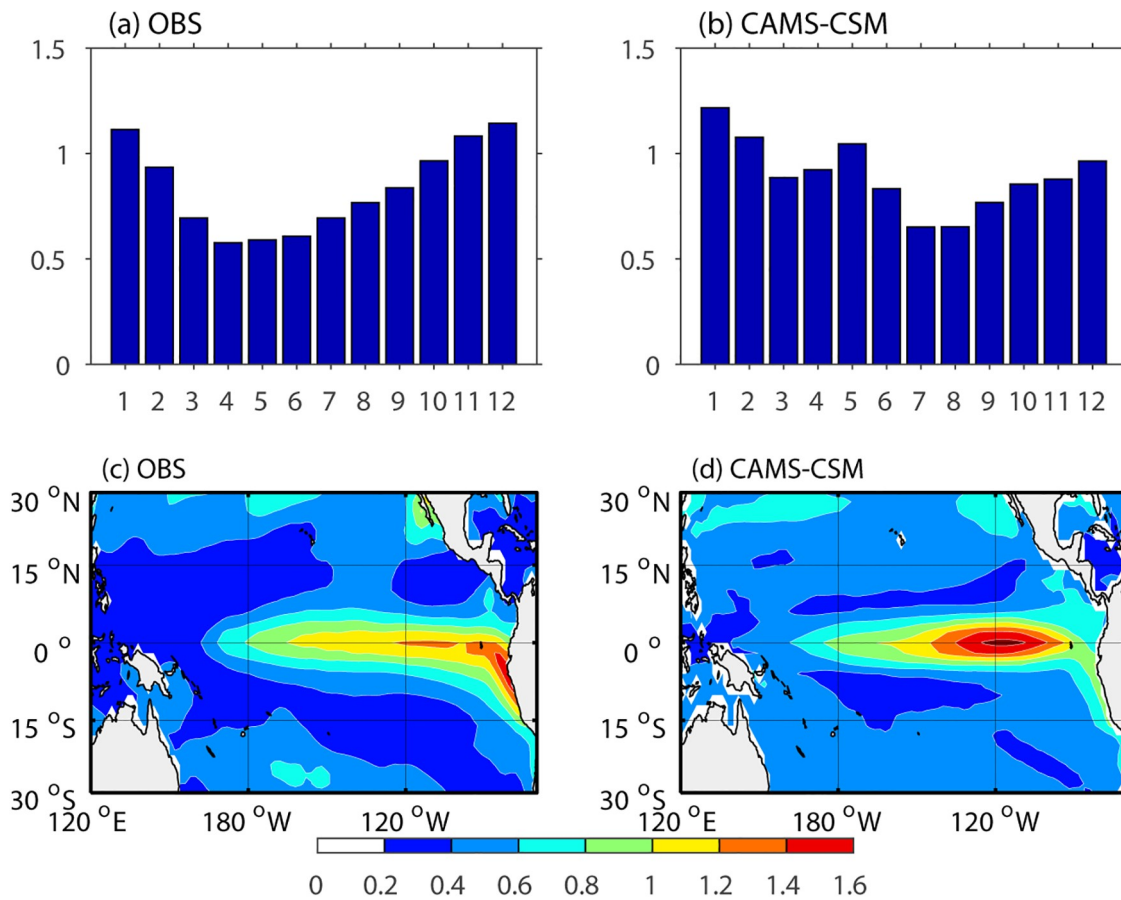 (a) OBS
(b) CAMS-CSM
1.5
1
0.5
0
1 2 3 4 5 6 7 8 9 10 11 12
1.5
1
0.5
0
1 2 3 4 5 6 7 8 9 10 11 12
(c) OBS
(d) CAMS-CSM
30 °N
15 °N
0 °
15 °S
30 °S
120 °E 180 °W 120 °W
30 °N
15 °N
0 °
15 °S
30 °S
120 °E 180 °W 120 °W
0 0.2 0.4 0.6 0.8 1 1.2 1.4 1.6